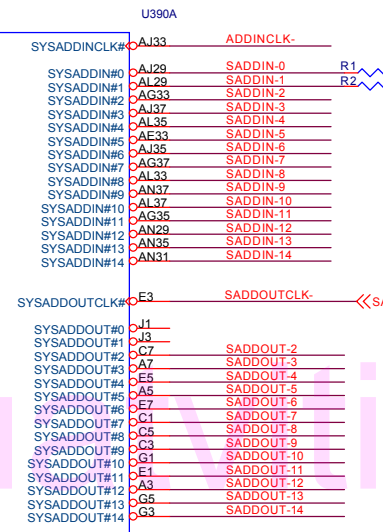 U390A
SYSADDINCLK# AJ33 ADDINCLK-
SYSADDIN#0 AJ29 SADDIN-0 R1
SYSADDIN#1 AL29 SADDIN-1 R2
SYSADDIN#2 AG33 SADDIN-2
SYSADDIN#3 AJ37 SADDIN-3
SYSADDIN#4 AL35 SADDIN-4
SYSADDIN#5 AE33 SADDIN-5
SYSADDIN#6 AJ35 SADDIN-6
SYSADDIN#7 AG37 SADDIN-7
SYSADDIN#8 AL33 SADDIN-8
SYSADDIN#9 AN37 SADDIN-9
SYSADDIN#10 AL37 SADDIN-10
SYSADDIN#11 AG35 SADDIN-11
SYSADDIN#12 AN29 SADDIN-12
SYSADDIN#13 AN35 SADDIN-13
SYSADDIN#14 AN31 SADDIN-14
SYSADDOUTCLK# E3 SADDOUTCLK-
SYSADDOUT#0 J1
SYSADDOUT#1 J3
SYSADDOUT#2 C7 SADDOUT-2
SYSADDOUT#3 A7 SADDOUT-3
SYSADDOUT#4 E5 SADDOUT-4
SYSADDOUT#5 A5 SADDOUT-5
SYSADDOUT#6 E7 SADDOUT-6
SYSADDOUT#7 C1 SADDOUT-7
SYSADDOUT#8 C5 SADDOUT-8
SYSADDOUT#9 C3 SADDOUT-9
SYSADDOUT#10 G1 SADDOUT-10
SYSADDOUT#11 E1 SADDOUT-11
SYSADDOUT#12 A3 SADDOUT-12
SYSADDOUT#13 G5 SADDOUT-13
SYSADDOUT#14 G3 SADDOUT-14